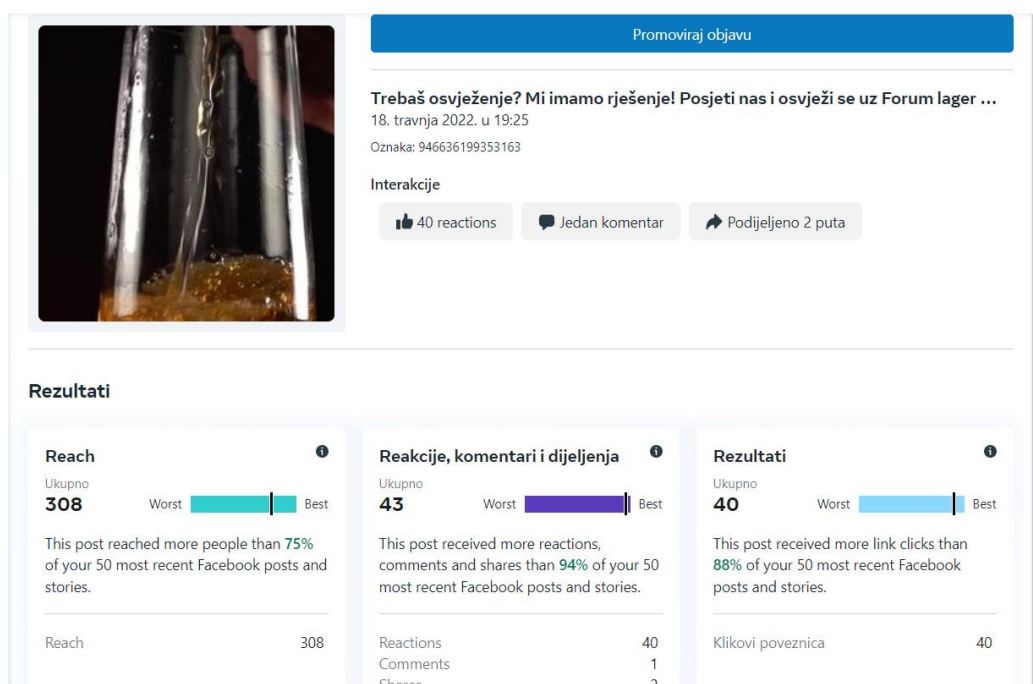 Promoviraj objavu
Trebaš osvježenje? Mi imamo rješenje! Posjeti nas i osvježi se uz Forum lager ...
18. travnja 2022. u 19:25
Oznaka: 946636199353163
Interakcije
40 reactions
Jedan komentar
Podijeljeno 2 puta
Rezultati
Reach
Ukupno
308
Worst
Best
This post reached more people than 75%
of your 50 most recent Facebook posts and
stories.
Reach 308
Reakcije, komentari i dijeljenja
Ukupno
43
Worst
Best
This post received more reactions,
comments and shares than 94% of your 50
most recent Facebook posts and stories.
Reactions 40
Comments 1
Shares 2
Rezultati
Ukupno
40
Worst
Best
This post received more link clicks than
88% of your 50 most recent Facebook
posts and stories.
Klikovi poveznica 40